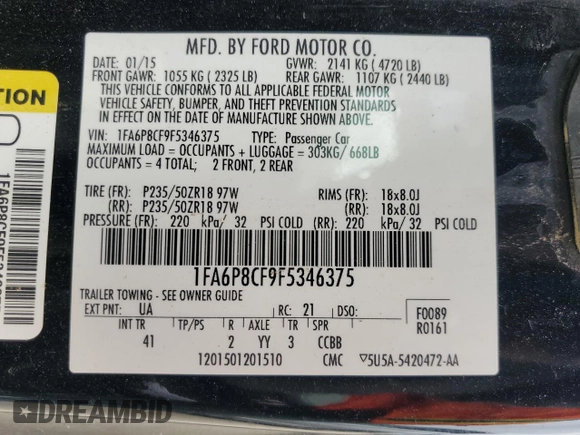 MFD. BY FORD MOTOR CO.
DATE: 01/15 GVWR: 2141 KG ( 4720 LB)
FRONT GAWR: 1055 KG ( 2325 LB) REAR GAWR: 1107 KG ( 2440 LB)
THIS VEHICLE CONFORMS TO ALL APPLICABLE FEDERAL MOTOR
VEHICLE SAFETY, BUMPER, AND THEFT PREVENTION STANDARDS
IN EFFECT ON THE DATE OF MANUFACTURE SHOWN ABOVE.
VIN: 1FA6P8CF9F5346375 TYPE: Passenger Car
MAXIMUM LOAD = OCCUPANTS + LUGGAGE = 303KG/ 668LB
OCCUPANTS = 4 TOTAL; 2 FRONT, 2 REAR
TIRE (FR): P235/50ZR18 97W RIMS (FR): 18x8.0J
(RR): P235/50ZR18 97W (RR): 18x8.0J
PRESSURE (FR): 220 kPa/ 32 PSI COLD (RR): 220 kPa/ 32 PSI COLD
1FA6P8CF9F5346375
TRAILER TOWING - SEE OWNER GUIDE
EXT PNT: UA RC: 21 DSO:
F0089
R0161
INT TR TP/PS R AXLE TR SPR
41 2 YY 3 CCBB
1201501201510 CMC ▽5U5A-5420472-AA
DREAMBID